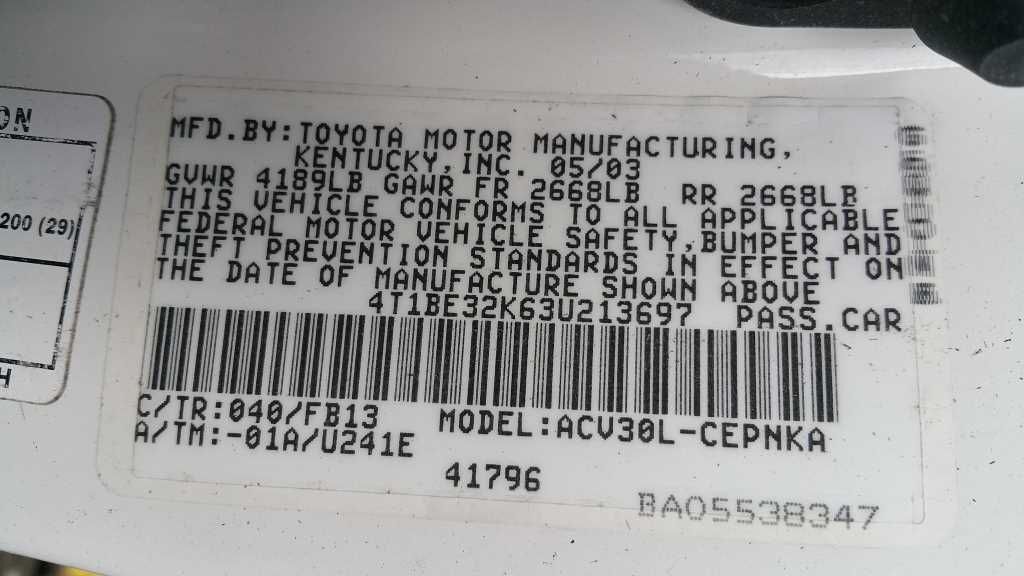 ON
200 (29)
H
MFD.BY:TOYOTA MOTOR MANUFACTURING,
KENTUCKY,INC. 05/03
GVWR 4189LB GAWR FR 2668LB RR 2668LB
THIS VEHICLE CONFORMS TO ALL APPLICABLE
FEDERAL MOTOR VEHICLE SAFETY,BUMPER AND
THEFT PREVENTION STANDARDS IN EFFECT ON
THE DATE OF MANUFACTURE SHOWN ABOVE
4T1BE32K63U213697 PASS.CAR
C/TR:040/FB13 MODEL:ACV30L-CEPNKA
A/TM:-01A/U241E
41796
BA05538347